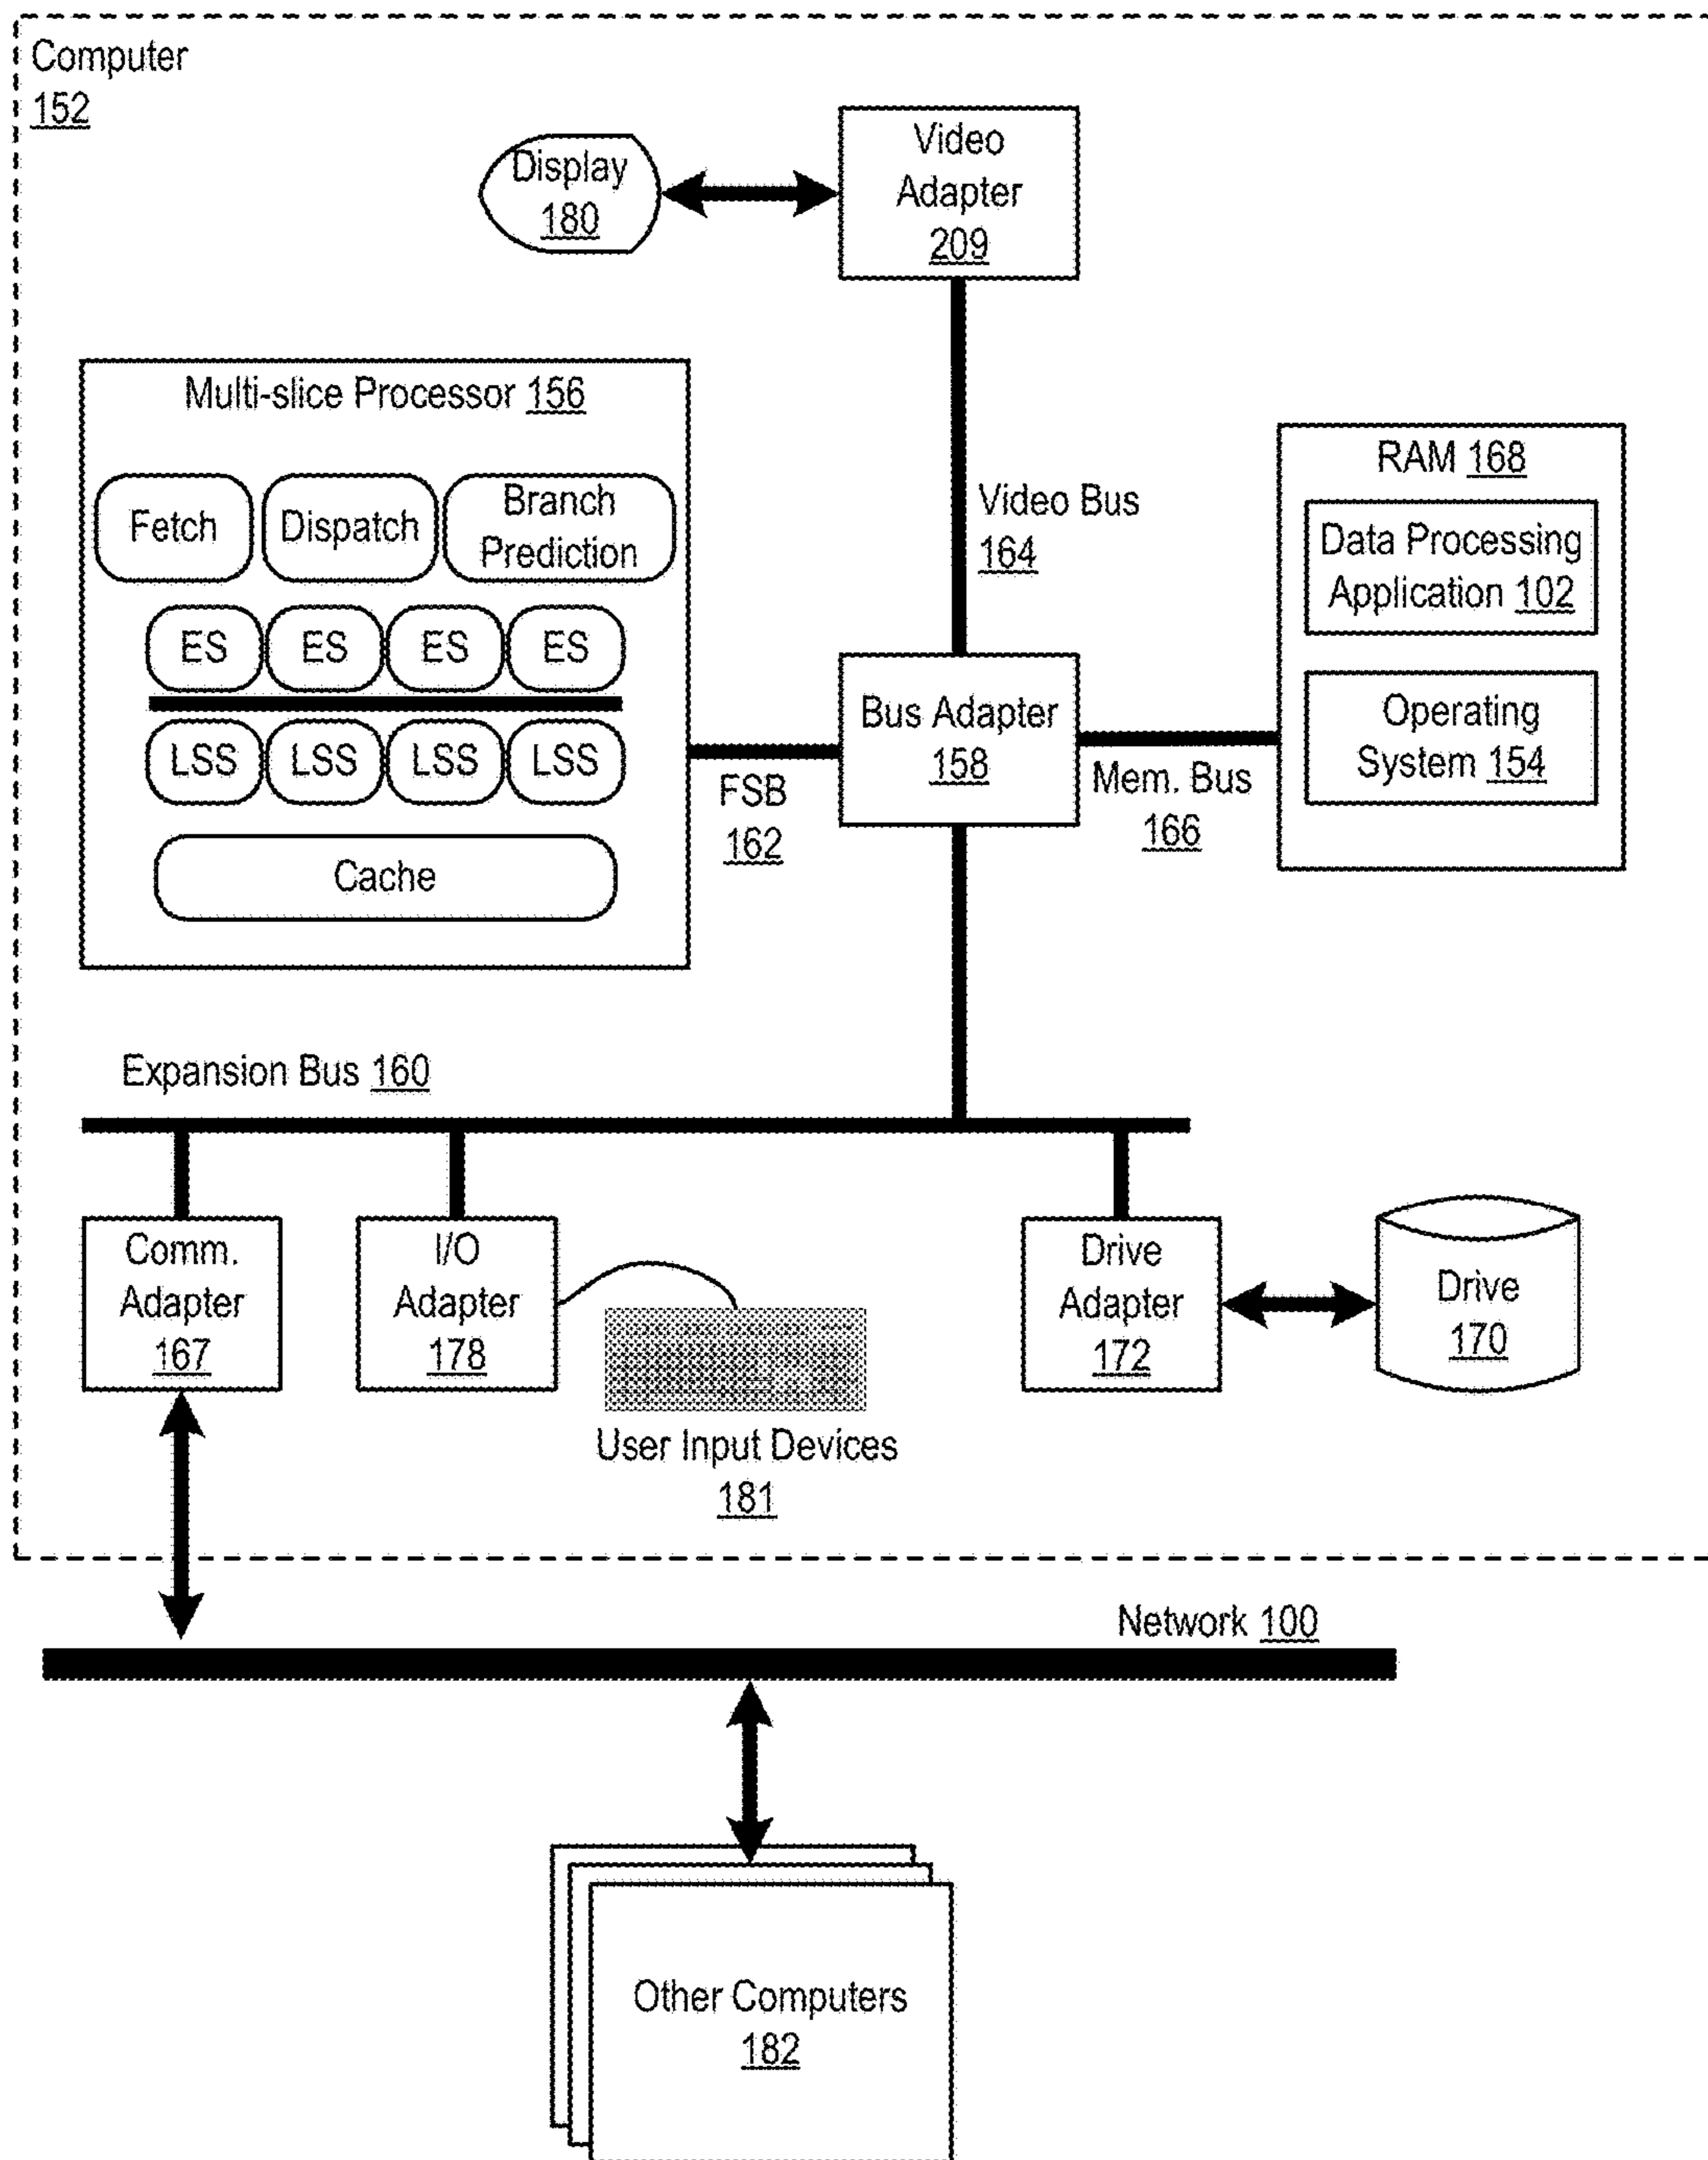 Computer
152
Display
180
Video
Adapter
209
Multi-slice Processor 156
Fetch
Dispatch
Branch
Prediction
ES
ES
ES
ES
LSS
LSS
LSS
LSS
Cache
FSB
162
Video Bus
164
Bus Adapter
158
Mem. Bus
166
RAM 168
Data Processing
Application 102
Operating
System 154
Expansion Bus 160
Comm.
Adapter
167
I/O
Adapter
178
User Input Devices
181
Drive
Adapter
172
Drive
170
Network 100
Other Computers
182